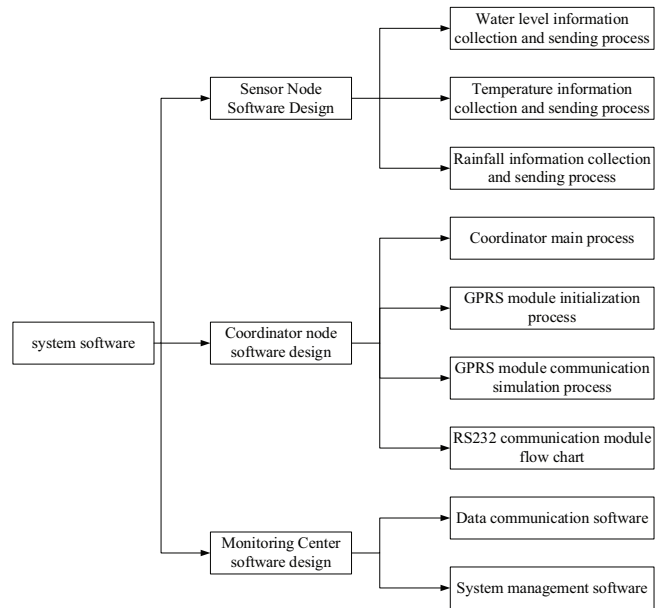 Water level information
collection and sending process
Sensor Node
Software Design
Temperature information
collection and sending process
Rainfall information collection
and sending process
Coordinator main process
GPRS module initialization
process
system software
Coordinator node
software design
GPRS module communication
simulation process
RS232 communication module
flow chart
Monitoring Center
software design
Data communication software
System management software